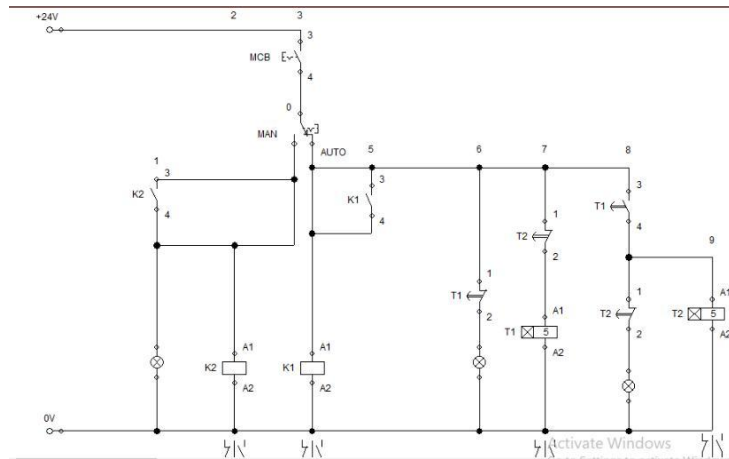 2 3
+24V
3
MCB
4
0
MAN
4
AUTO 5 6 7 8
1
3
K2
4
3
K1
4
3
T1
4
1
T2
2
9
1
T1
2
A1
T1 5
A2
1
T2
2
A1
T2 5
A2
A1
K2
A2
A1
K1
A2
0V
Activate Windows